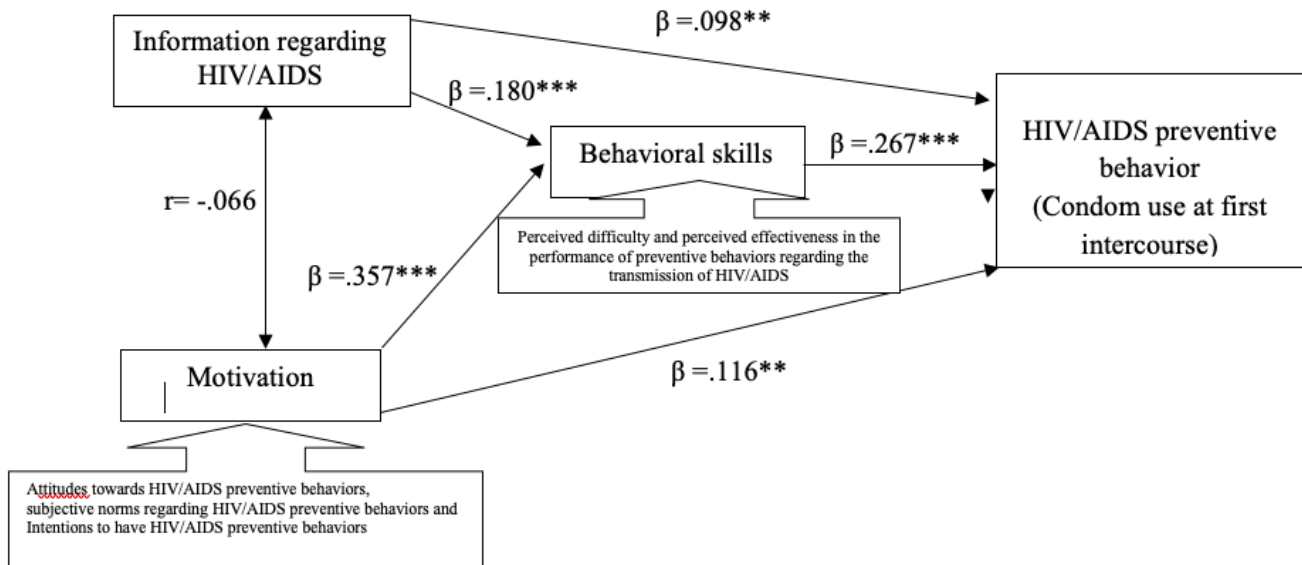 β =.098**
Information regarding
HIV/AIDS
β =.180***
HIV/AIDS preventive
behavior
(Condom use at first
intercourse)
Behavioral skills
β =.267***
r= -.066
Perceived difficulty and perceived effectiveness in the
performance of preventive behaviors regarding the
transmission of HIV/AIDS
β =.357***
Motivation
β =.116**
Attitudes towards HIV/AIDS preventive behaviors,
subjective norms regarding HIV/AIDS preventive behaviors and
Intentions to have HIV/AIDS preventive behaviors